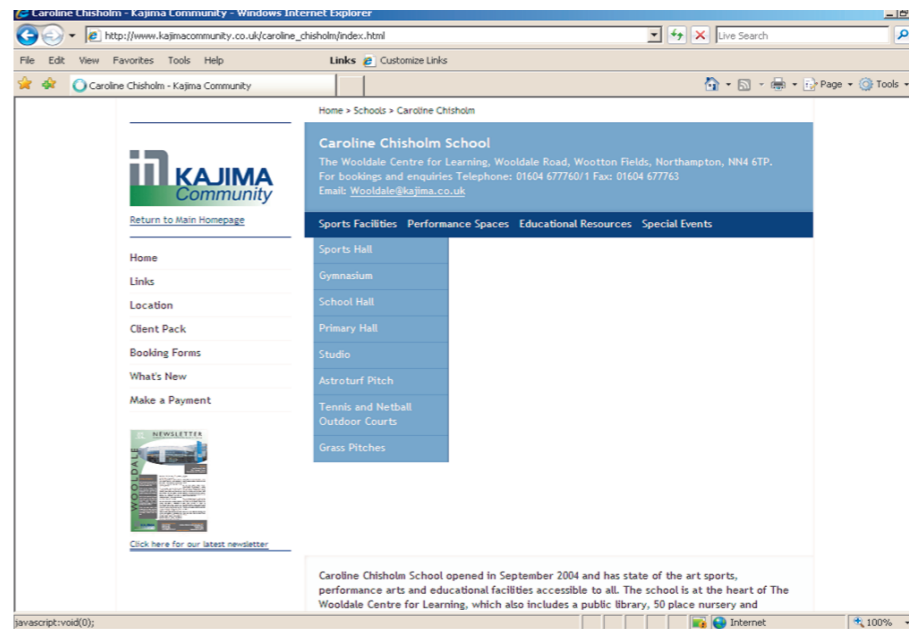 Caroline Chisholm - Kajima Community - Windows Internet Explorer
http://www.kajimacommunity.co.uk/caroline_chisholm/index.html
Live Search
File Edit View Favorites Tools Help
Links Customize Links
Caroline Chisholm - Kajima Community
Page Tools
Home > Schools > Caroline Chisholm
KAJIMA
Community
Return to Main Homepage
Home
Links
Location
Client Pack
Booking Forms
What's New
Make a Payment
NEWSLETTER
WOOLDALE
Click here for our latest newsletter
Caroline Chisholm School
The Wooldale Centre for Learning, Wooldale Road, Wootton Fields, Northampton, NN4 6TP.
For bookings and enquiries Telephone: 01604 677760/1 Fax: 01604 677763
Email: Wooldale@kajima.co.uk
Sports Facilities Performance Spaces Educational Resources Special Events
Sports Hall
Gymnasium
School Hall
Primary Hall
Studio
Astroturf Pitch
Tennis and Netball
Outdoor Courts
Grass Pitches
Caroline Chisholm School opened in September 2004 and has state of the art sports,
performance arts and educational facilities accessible to all. The school is at the heart of The
Wooldale Centre for Learning, which also includes a public library, 50 place nursery and
javascript:void(0);
Internet
100%